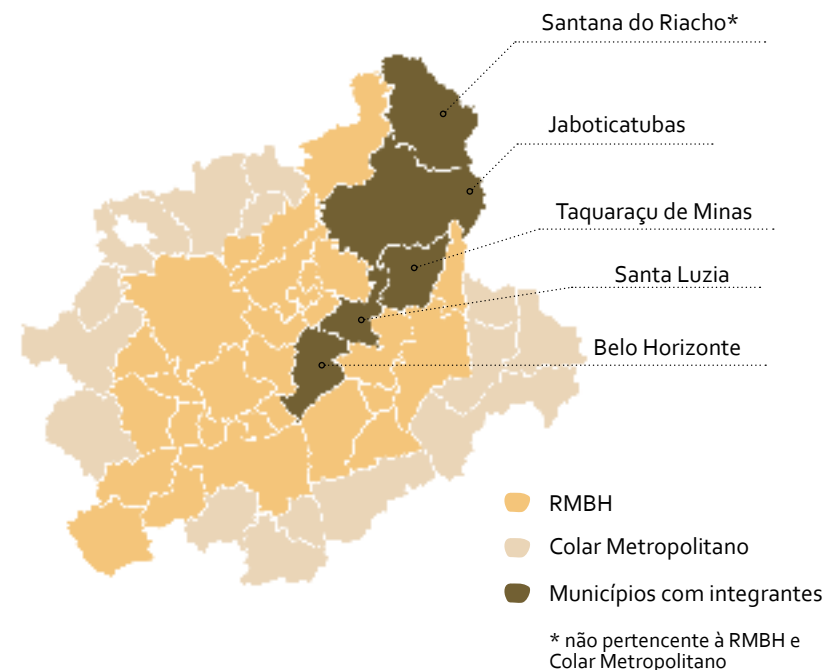 Santana do Riacho*
Jaboticatubas
Taquaraçu de Minas
Santa Luzia
Belo Horizonte
RMBH
Colar Metropolitano
Municípios com integrantes
* não pertencente à RMBH e
Colar Metropolitano